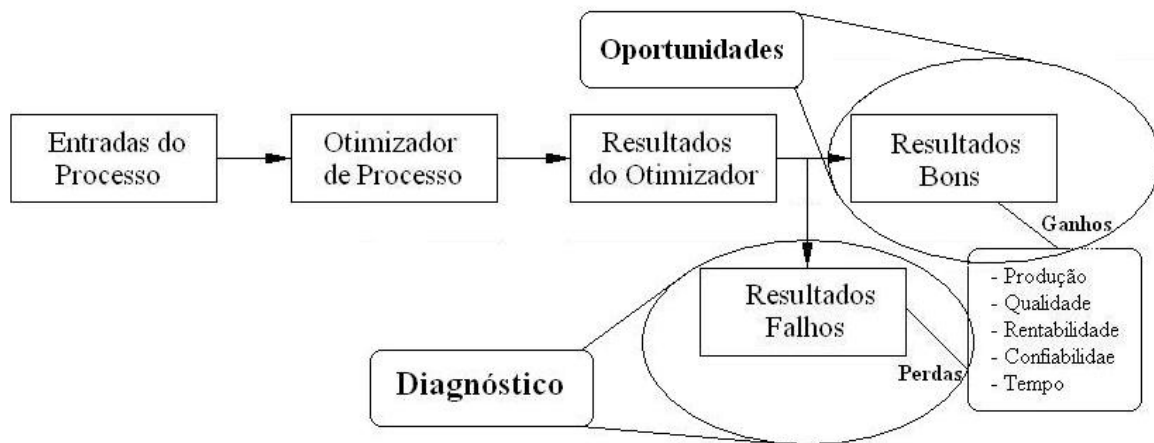 Oportunidades
Entradas do
Processo
Otimizador
de Processo
Resultados
do Otimizador
Resultados
Bons
Ganhos
Resultados
Falhos
Perdas
- Produção
- Qualidade
- Rentabilidade
- Confiabilidae
- Tempo
Diagnóstico